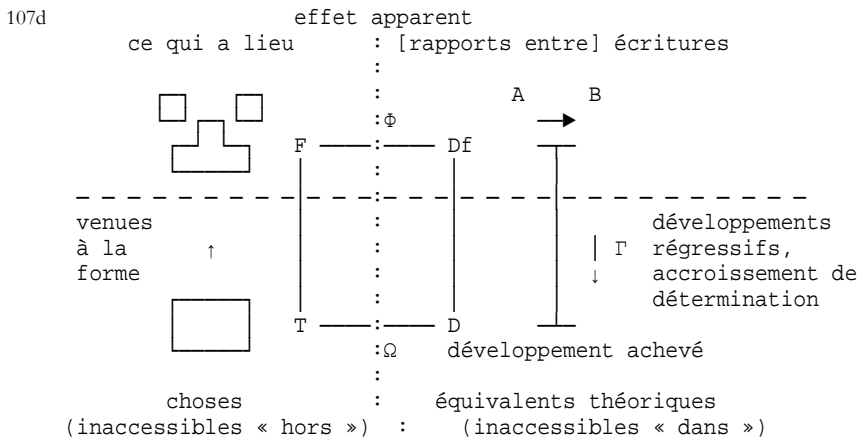 107d
effet apparent
ce qui a lieu : [rapports entre] écritures
A B
Φ
F Df
venues développements
à la ↑ Γ régressifs,
forme ↓ accroissement de
détermination
T D
Ω développement achevé
choses : équivalents théoriques
(inaccessibles « hors ») : (inaccessibles « dans »)